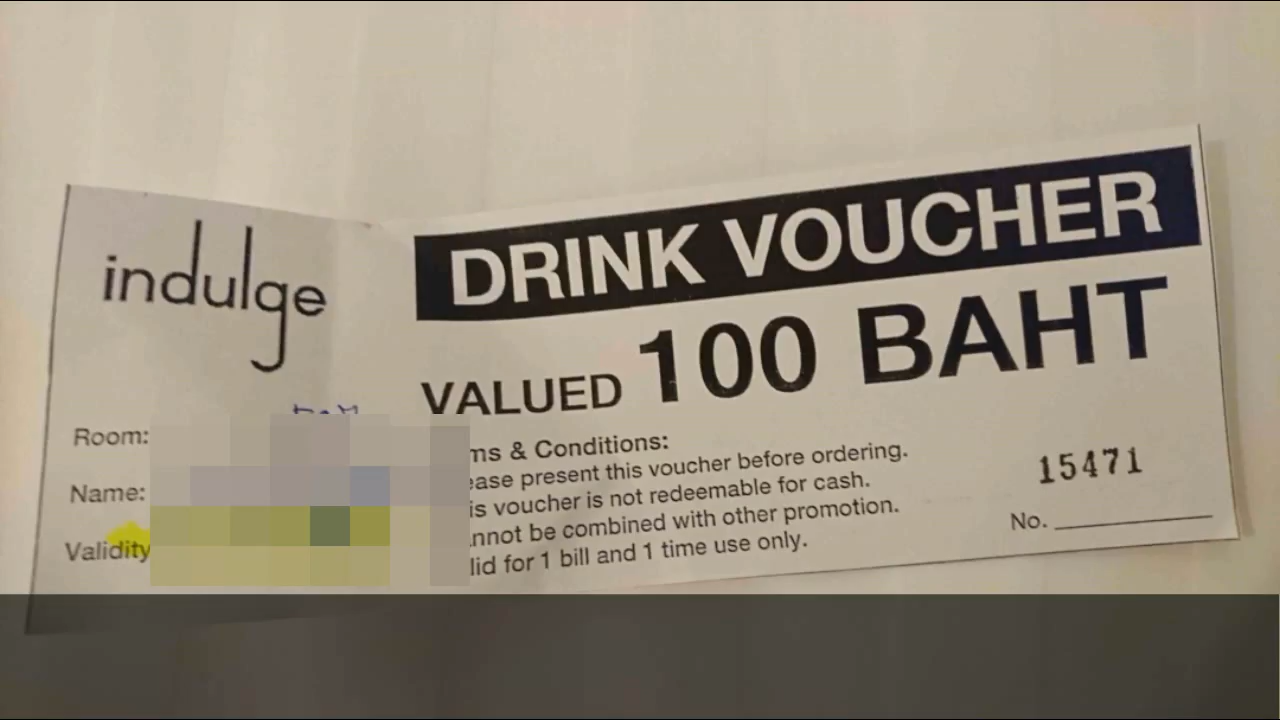 indulge
DRINK VOUCHER
VALUED 100 BAHT
Room:
Name:
Validity
ms & Conditions:
ease present this voucher before ordering.
is voucher is not redeemable for cash.
nnot be combined with other promotion.
lid for 1 bill and 1 time use only.
15471
No.